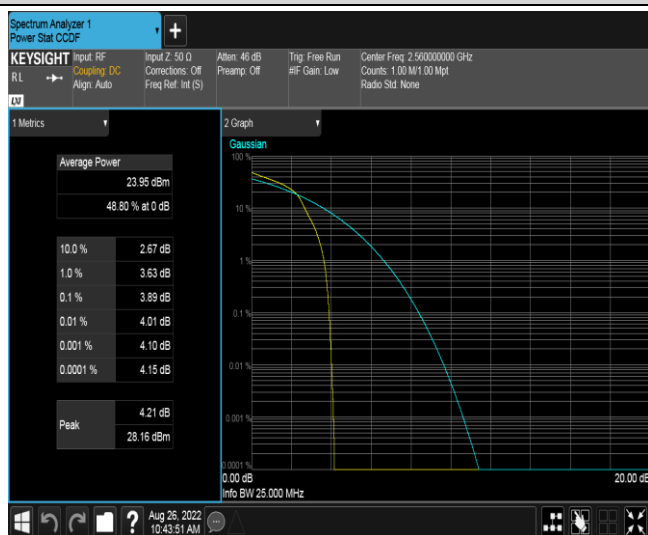 Spectrum Analyzer 1
Power Stat CCDF
KEYSIGHT
RL
LXI
Input: RF
Coupling: DC
Align: Auto
Input Z: 50 Ω
Corrections: Off
Freq Ref: Int (S)
Atten: 46 dB
Preamp: Off
Trig: Free Run
#IF Gain: Low
Center Freq: 2.560000000 GHz
Counts: 1.00 M/1.00 Mpt
Radio Std: None
1 Metrics
Average Power
23.95 dBm
48.80 % at 0 dB
10.0 % 2.67 dB
1.0 % 3.63 dB
0.1 % 3.89 dB
0.01 % 4.01 dB
0.001 % 4.10 dB
0.0001 % 4.15 dB
Peak
4.21 dB
28.16 dBm
2 Graph
Gaussian
100 %
10 %
1 %
0.1 %
0.01 %
0.001 %
0.0001 %
0.00 dB 20.00 dB
Info BW 25.000 MHz
?
Aug 26, 2022
10:43:51 AM